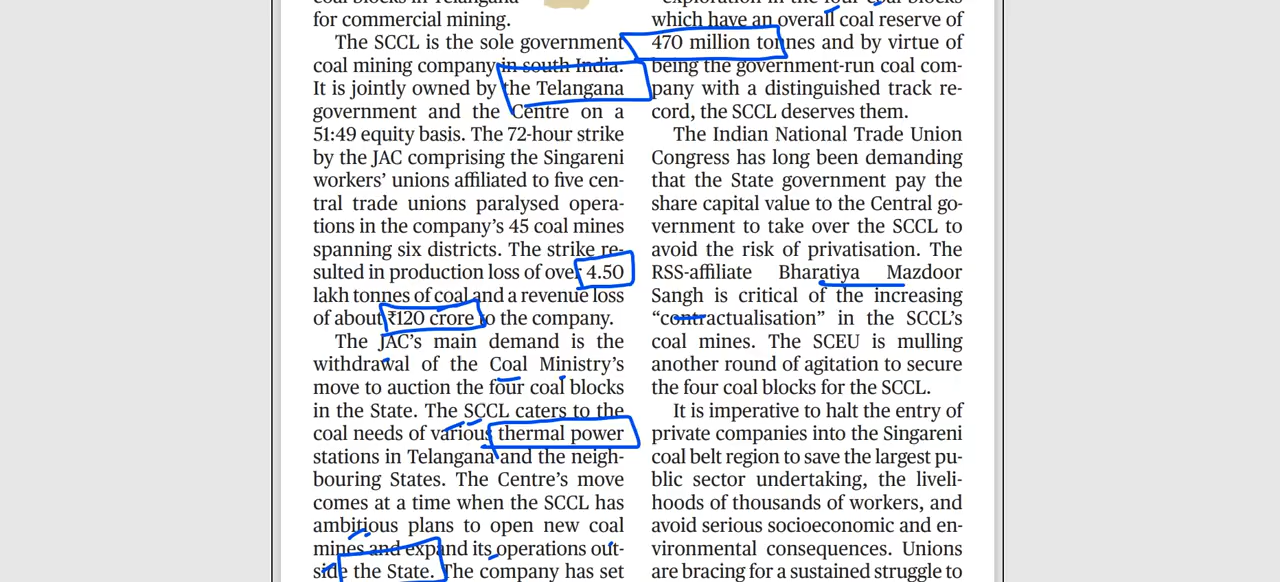 coal blocks in Telangana
for commercial mining.
The SCCL is the sole government
coal mining company in south India.
It is jointly owned by the Telangana
government and the Centre on a
51:49 equity basis. The 72-hour strike
by the JAC comprising the Singareni
workers’ unions affiliated to five cen-
tral trade unions paralysed opera-
tions in the company’s 45 coal mines
spanning six districts. The strike re-
sulted in production loss of over 4.50
lakh tonnes of coal and a revenue loss
of about ₹120 crore to the company.
The JAC’s main demand is the
withdrawal of the Coal Ministry’s
move to auction the four coal blocks
in the State. The SCCL caters to the
coal needs of various thermal power
stations in Telangana and the neigh-
bouring States. The Centre’s move
comes at a time when the SCCL has
ambitious plans to open new coal
mines and expand its operations out-
side the State. The company has set
exploration in the four coal blocks
which have an overall coal reserve of
470 million tonnes and by virtue of
being the government-run coal com-
pany with a distinguished track re-
cord, the SCCL deserves them.
The Indian National Trade Union
Congress has long been demanding
that the State government pay the
share capital value to the Central go-
vernment to take over the SCCL to
avoid the risk of privatisation. The
RSS-affiliate Bharatiya Mazdoor
Sangh is critical of the increasing
“contractualisation” in the SCCL’s
coal mines. The SCEU is mulling
another round of agitation to secure
the four coal blocks for the SCCL.
It is imperative to halt the entry of
private companies into the Singareni
coal belt region to save the largest pu-
blic sector undertaking, the liveli-
hoods of thousands of workers, and
avoid serious socioeconomic and en-
vironmental consequences. Unions
are bracing for a sustained struggle to